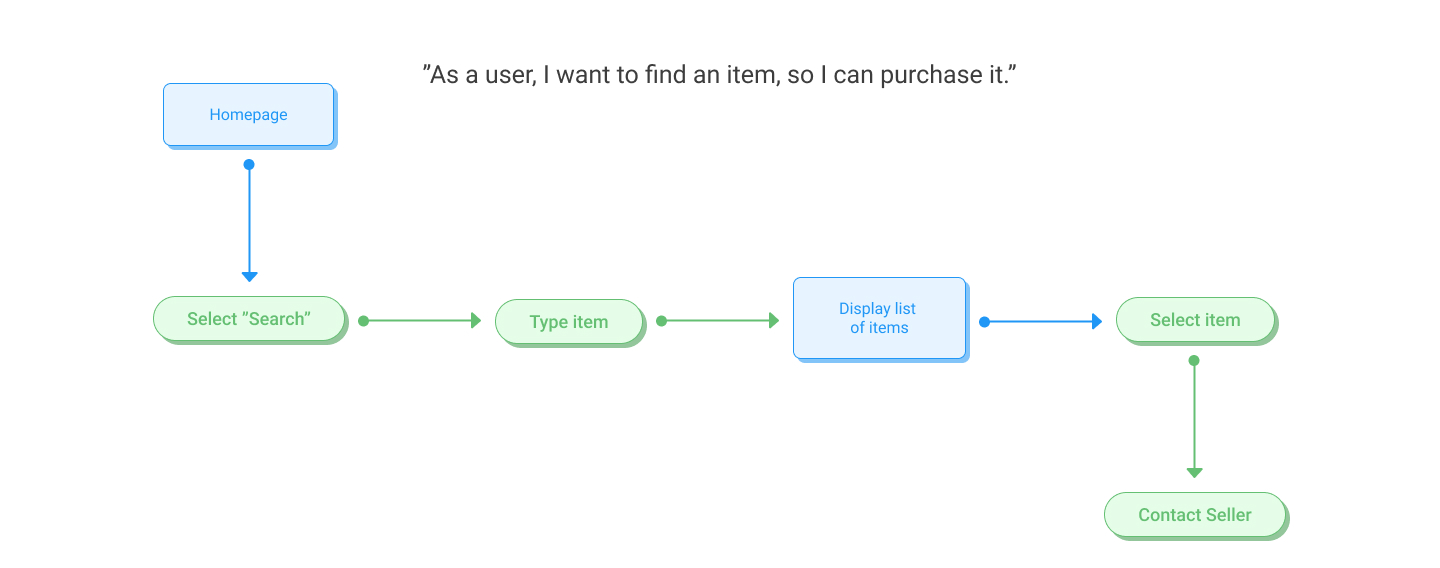 ”As a user, I want to find an item, so I can purchase it.”
Homepage
Select ”Search”
Type item
Display list
of items
Select item
Contact Seller